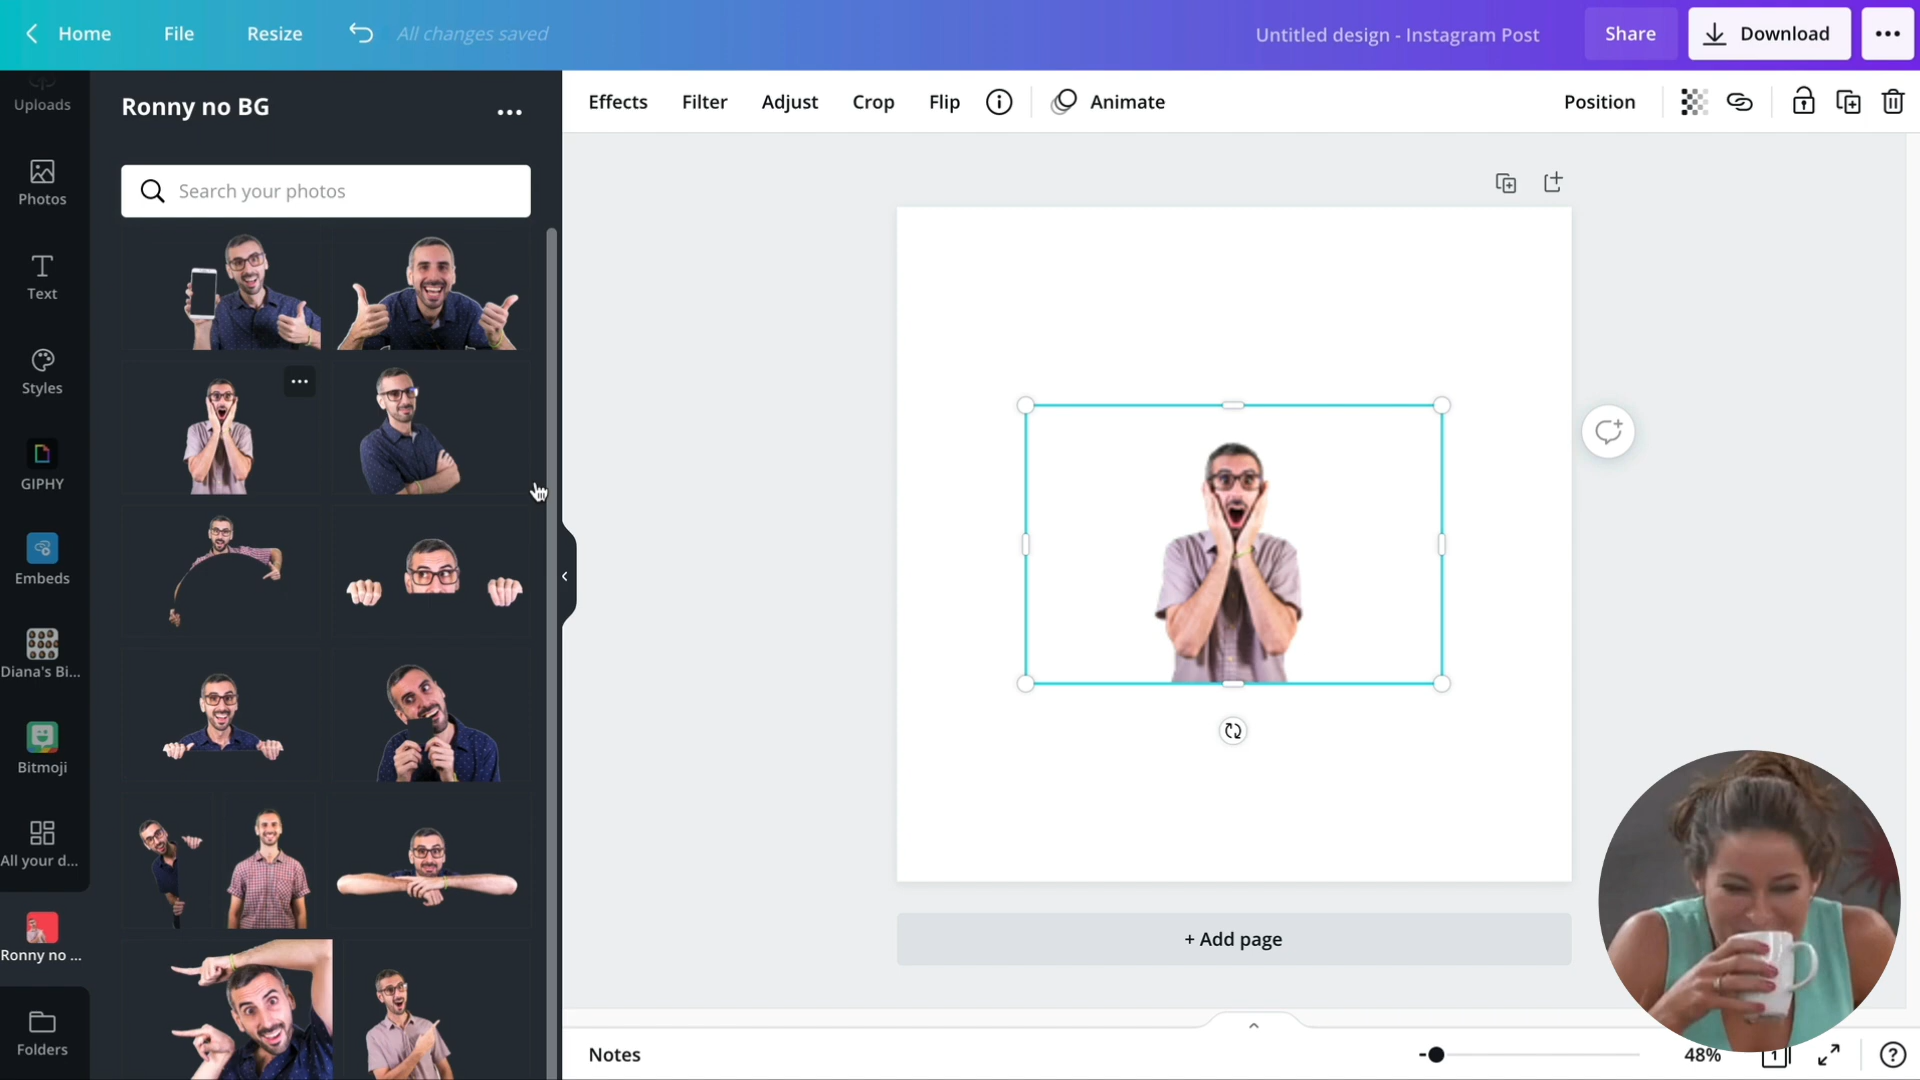 Home
File
Resize
All changes saved
Untitled design - Instagram Post
Share
Download
Uploads
Photos
Text
Styles
GIPHY
Embeds
Diana's Bi...
Bitmoji
All your d...
Ronny no ...
Folders
Ronny no BG
Search your photos
Effects
Filter
Adjust
Crop
Flip
Animate
Position
+ Add page
Notes
48%
1